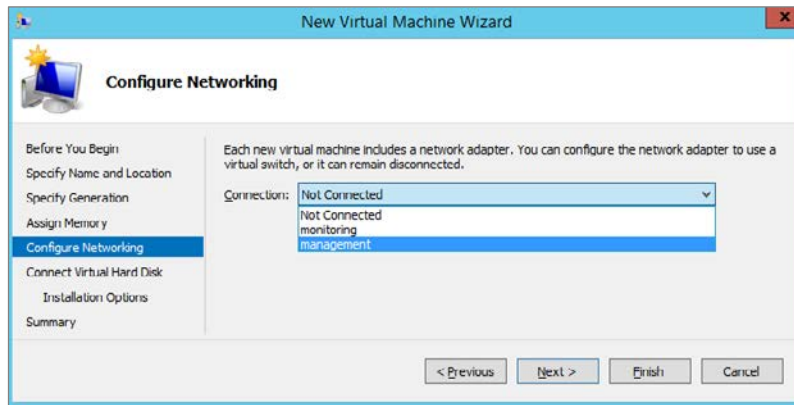 New Virtual Machine Wizard
x
Configure Networking
Before You Begin
Specify Name and Location
Specify Generation
Assign Memory
Configure Networking
Connect Virtual Hard Disk
Installation Options
Summary
Each new virtual machine includes a network adapter. You can configure the network adapter to use a
virtual switch, or it can remain disconnected.
Connection: Not Connected
Not Connected
monitoring
management
< Previous Next > Finish Cancel